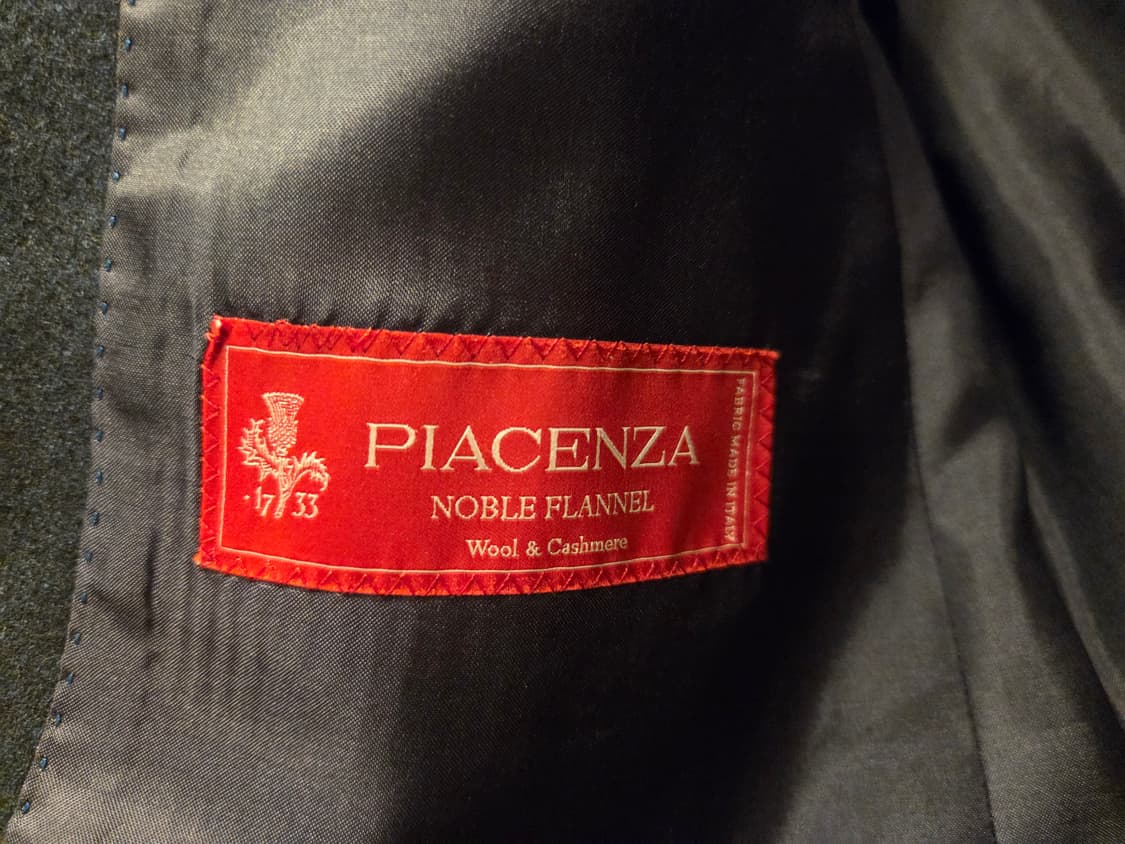 PIACENZA
NOBLE FLANNEL
Wool & Cashmere
·17 33
FABRIC MADE IN ITALY